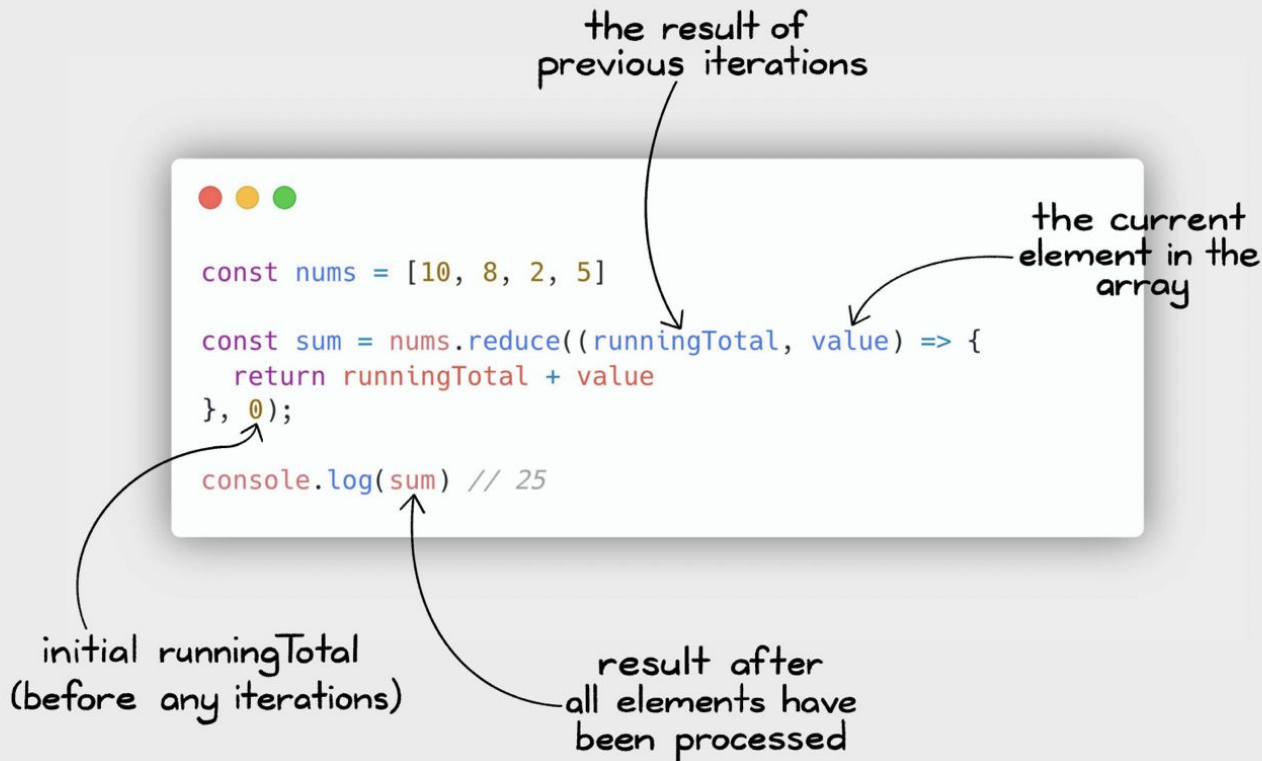 the result of
previous iterations
the current
element in the
array
const nums = [10, 8, 2, 5]
const sum = nums.reduce((runningTotal, value) => {
  return runningTotal + value
}, 0);
console.log(sum) // 25
initial runningTotal
(before any iterations)
result after
all elements have
been processed